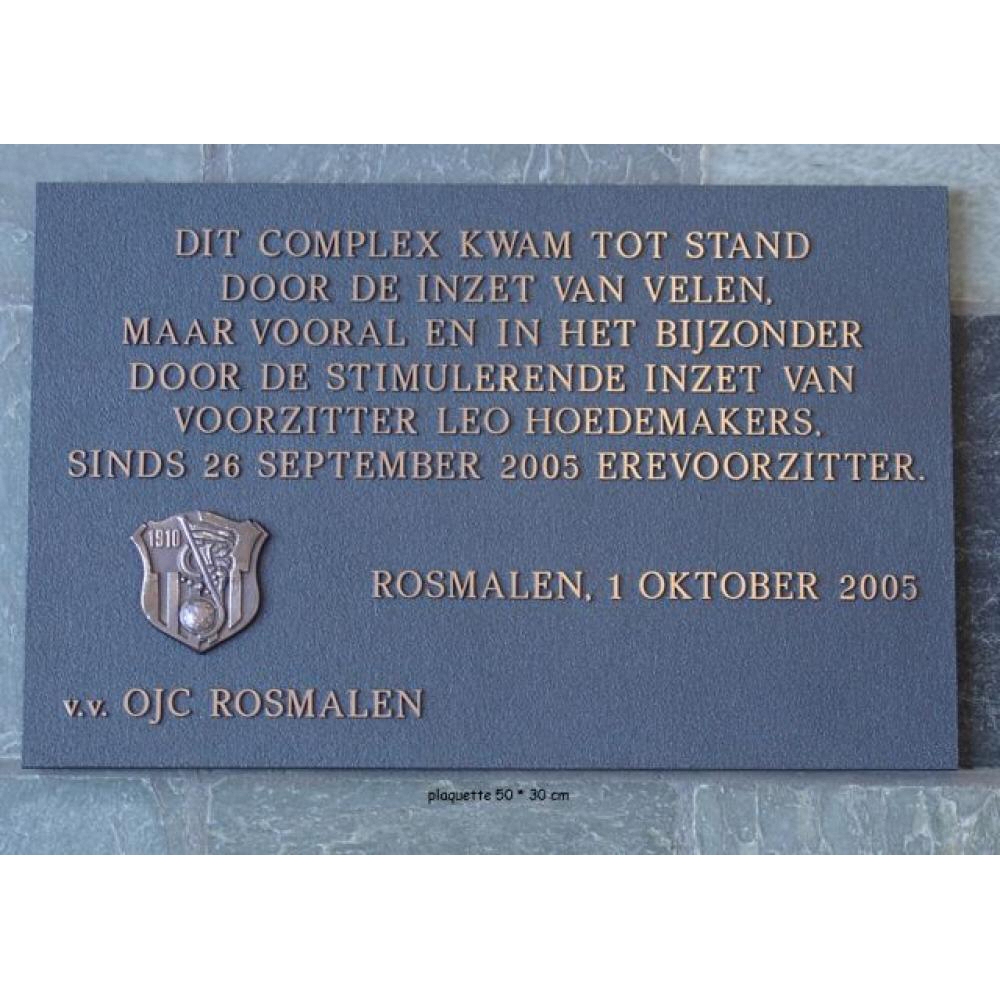 DIT COMPLEX KWAM TOT STAND
DOOR DE INZET VAN VELEN,
MAAR VOORAL EN IN HET BIJZONDER
DOOR DE STIMULERENDE INZET VAN
VOORZITTER LEO HOEDEMAKERS,
SINDS 26 SEPTEMBER 2005 EREVOORZITTER.
1910
ROSMALEN, 1 OKTOBER 2005
v.v. OJC ROSMALEN
plaquette 50 * 30 cm